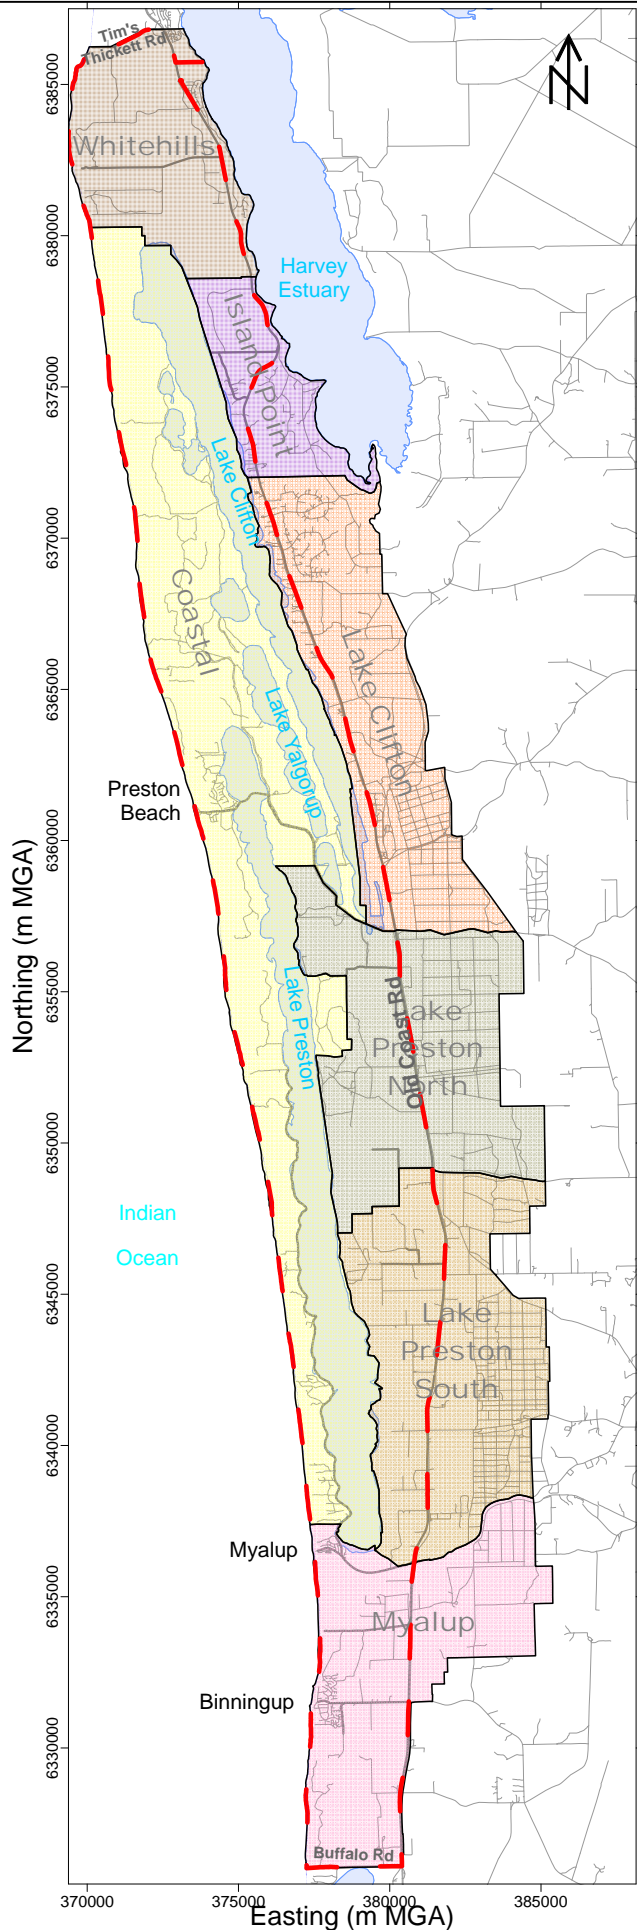 Tim's
Thickett Rd
N
6385000
Whitehills
6380000
Harvey
Estuary
Island Point
6375000
Lake Clifton
6370000
Coastal
Lake Clifton
6365000
Lake Yalgorup
Preston
Beach
6360000
Northing (m MGA)
Lake Preston
6355000
Old Coast Rd
Lake
Preston
North
6350000
Indian
Ocean
6345000
Lake
Preston
South
6340000
Myalup
6335000
Myalup
Binningup
6330000
Buffalo Rd
370000
375000
380000
385000
Easting (m MGA)